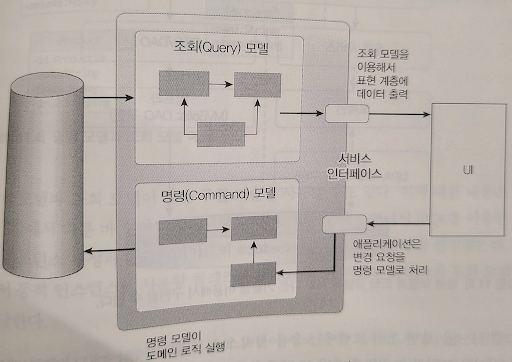 조회(Query) 모델
조회 모델을
이용해서
표현 계층에
데이터 출력
서비스
인터페이스
UI
명령(Command) 모델
애플리케이션은
변경 요청을
명령 모델로 처리
명령 모델이
도메인 로직 실행